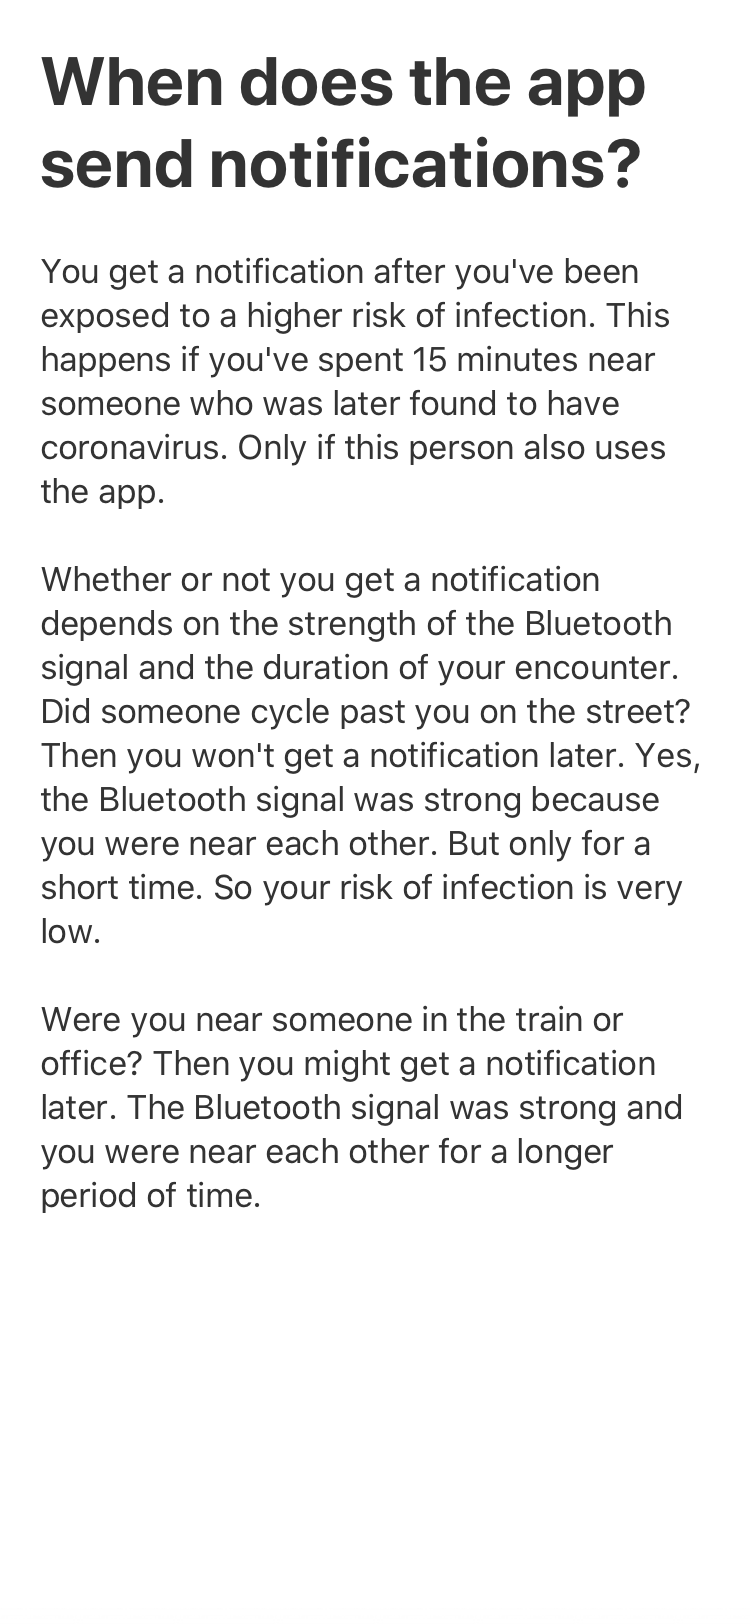 When does the app
send notifications?
You get a notification after you've been
exposed to a higher risk of infection. This
happens if you've spent 15 minutes near
someone who was later found to have
coronavirus. Only if this person also uses
the app.
Whether or not you get a notification
depends on the strength of the Bluetooth
signal and the duration of your encounter.
Did someone cycle past you on the street?
Then you won't get a notification later. Yes,
the Bluetooth signal was strong because
you were near each other. But only for a
short time. So your risk of infection is very
low.
Were you near someone in the train or
office? Then you might get a notification
later. The Bluetooth signal was strong and
you were near each other for a longer
period of time.